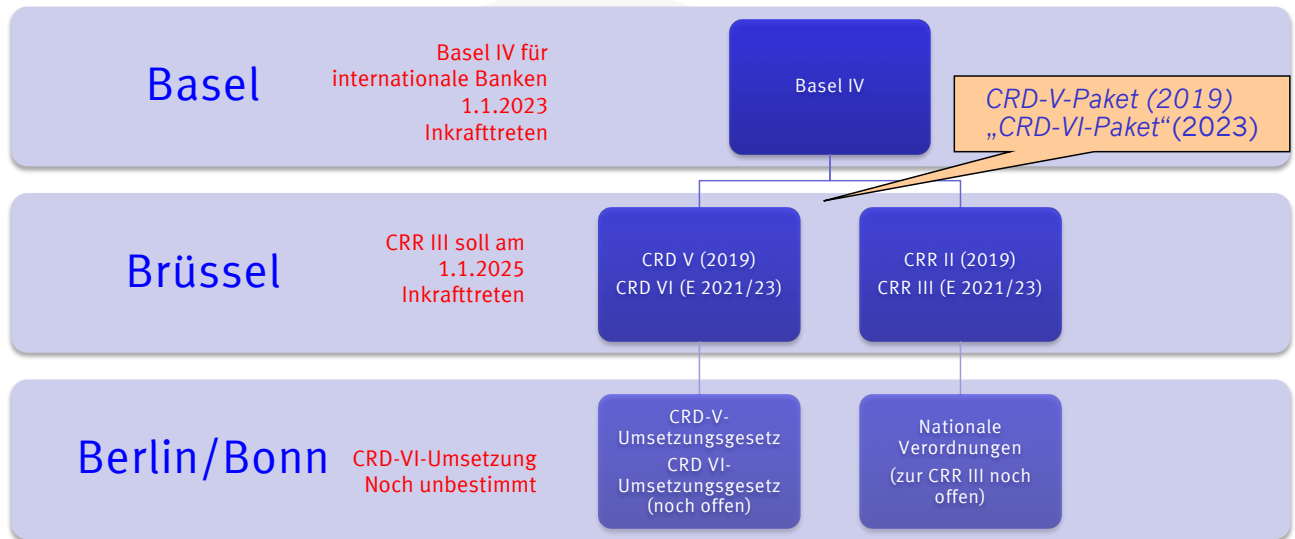 Basel
Basel IV für
internationale Banken
1.1.2023
Inkrafttreten
Basel IV
CRD-V-Paket (2019)
„CRD-VI-Paket“(2023)
Brüssel
CRR III soll am
1.1.2025
Inkrafttreten
CRD V (2019)
CRD VI (E 2021/23)
CRR II (2019)
CRR III (E 2021/23)
Berlin/Bonn
CRD-VI-Umsetzung
Noch unbestimmt
CRD-V-
Umsetzungsgesetz
CRD VI-
Umsetzungsgesetz
(noch offen)
Nationale
Verordnungen
(zur CRR III noch
offen)